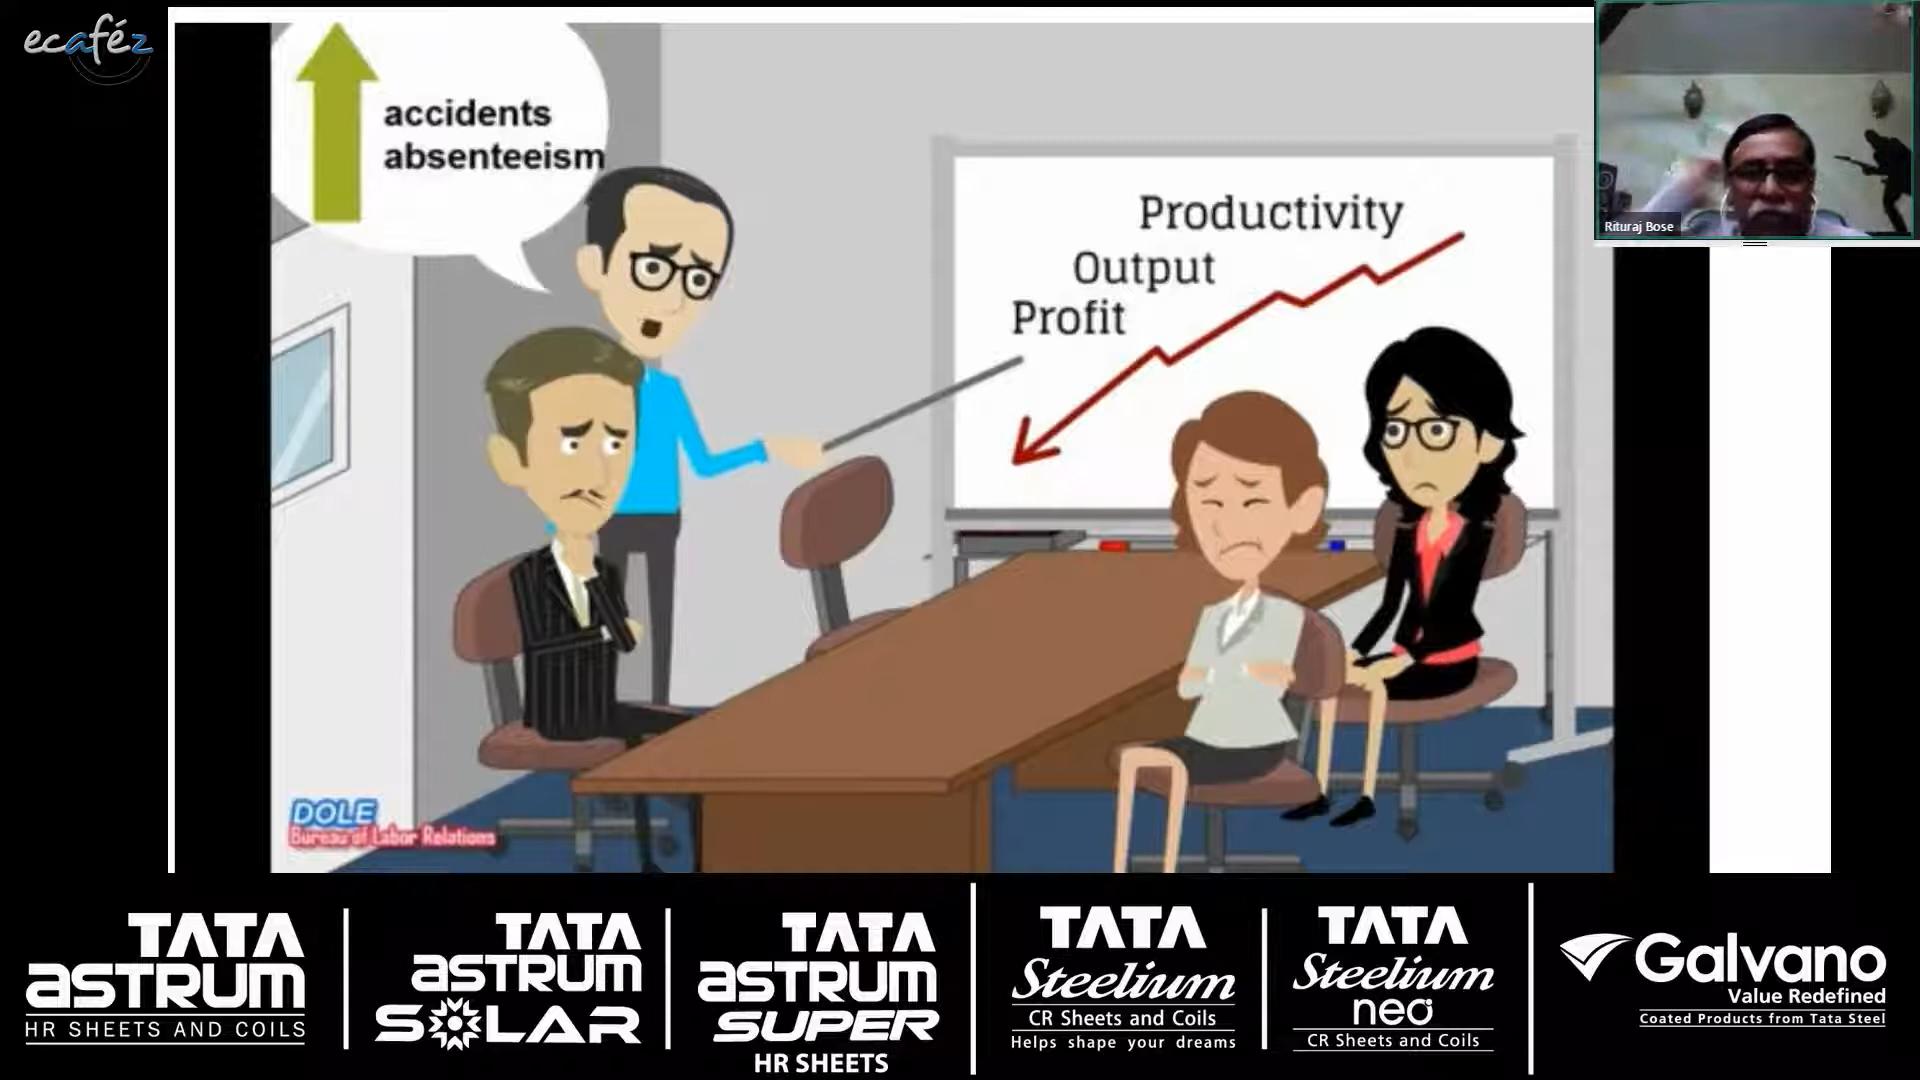 ecaféz
accidents
absenteeism
Productivity
Output
Profit
Rituraj Bose
DOLE
Bureau of Labor Relations
TATA
ASTRUM
HR SHEETS AND COILS
TATA
ASTRUM
SOLAR
TATA
ASTRUM
SUPER
HR SHEETS
TATA
Steelium
CR Sheets and Coils
Helps shape your dreams
TATA
Steelium
neo
CR Sheets and Coils
Galvano
Value Redefined
Coated Products from Tata Steel